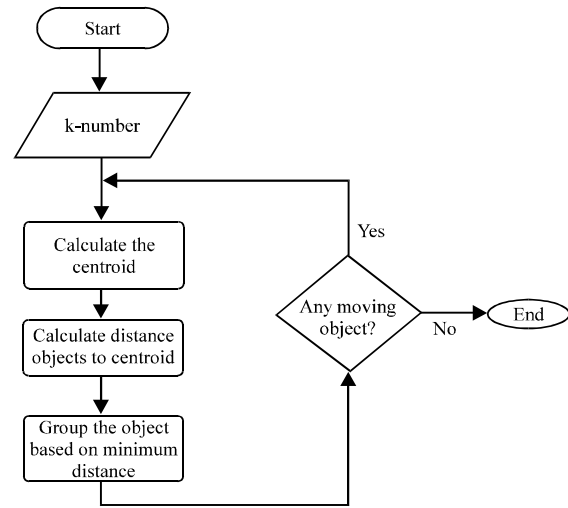 Start
k-number
Calculate the
centroid
Calculate distance
objects to centroid
Group the object
based on minimum
distance
Yes
Any moving
object?
No
End